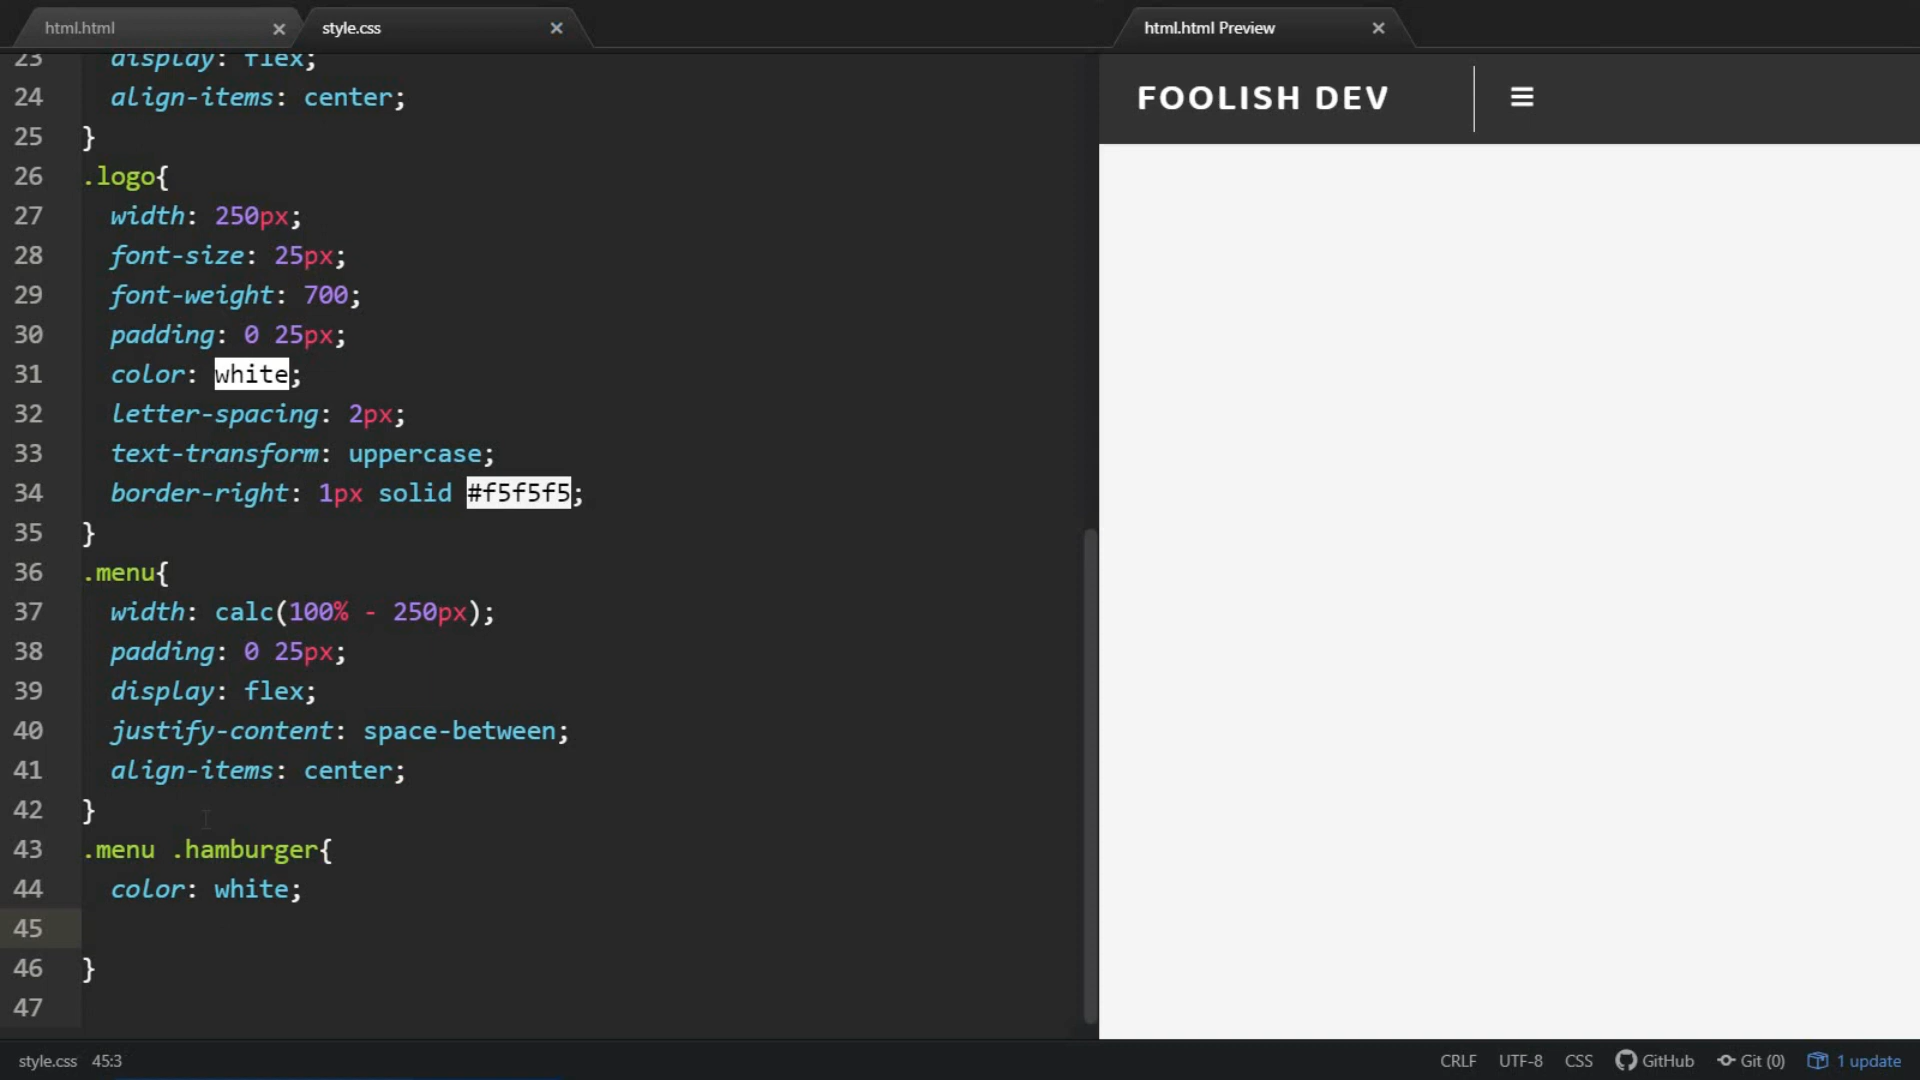 html.html
style.css
html.html Preview
23 display: flex;
24 align-items: center;
25 }
26 .logo{
27 width: 250px;
28 font-size: 25px;
29 font-weight: 700;
30 padding: 0 25px;
31 color: white;
32 letter-spacing: 2px;
33 text-transform: uppercase;
34 border-right: 1px solid #f5f5f5;
35 }
36 .menu{
37 width: calc(100% - 250px);
38 padding: 0 25px;
39 display: flex;
40 justify-content: space-between;
41 align-items: center;
42 }
43 .menu .hamburger{
44 color: white;
45
46 }
47
FOOLISH DEV
style.css 45:3
CRLF UTF-8 CSS GitHub Git (0) 1 update